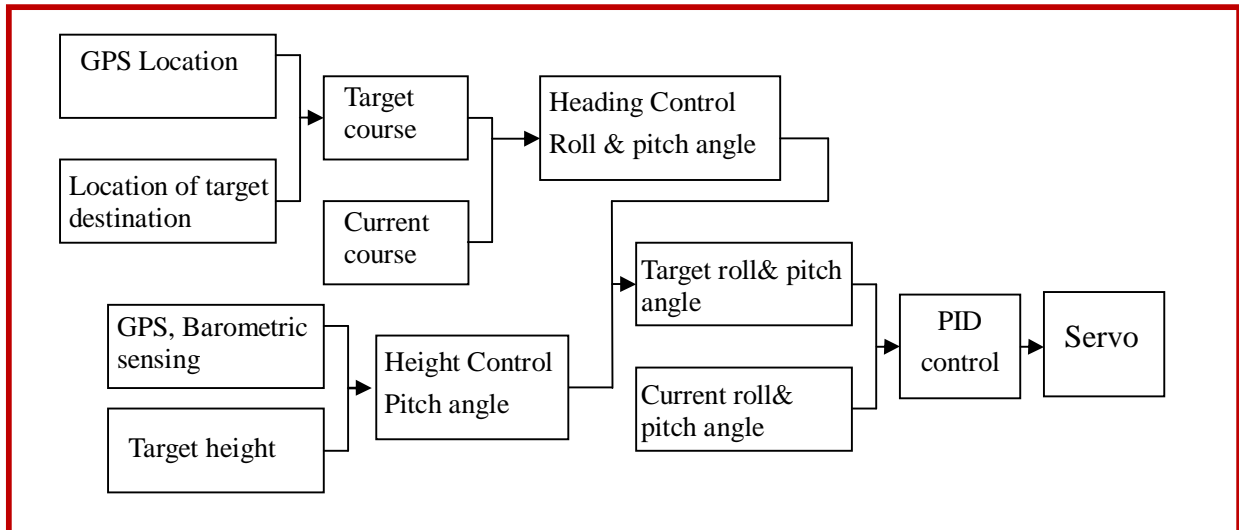 GPS Location
Location of target
destination
Target
course
Current
course
Heading Control
Roll & pitch angle
GPS, Barometric
sensing
Target height
Height Control
Pitch angle
Target roll& pitch
angle
Current roll&
pitch angle
PID
control
Servo